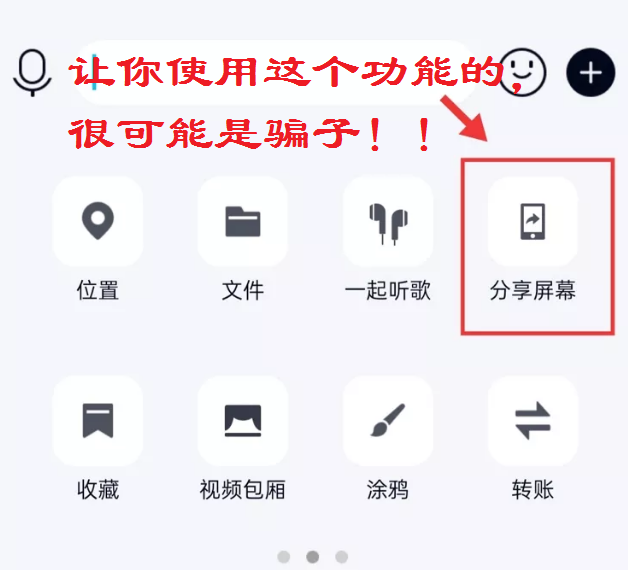 让你使用这个功能的，
很可能是骗子！！
位置
文件
一起听歌
分享屏幕
收藏
视频包厢
涂鸦
转账